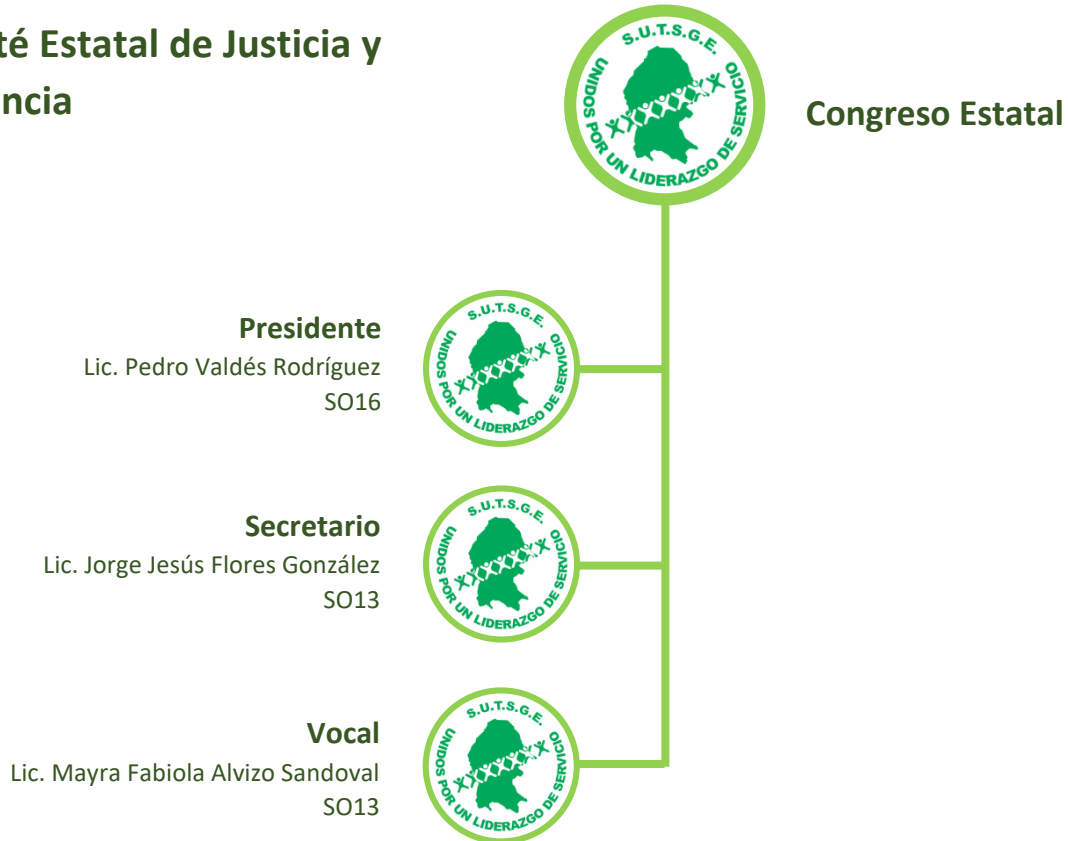 té Estatal de Justicia y
ncia
S.U.T.S.G.E.
UNIDOS POR UN LIDERAZGO DE SERVICIO
Congreso Estatal
Presidente
Lic. Pedro Valdés Rodríguez
SO16
S.U.T.S.G.E.
UNIDOS POR UN LIDERAZGO DE SERVICIO
Secretario
Lic. Jorge Jesús Flores González
SO13
S.U.T.S.G.E.
UNIDOS POR UN LIDERAZGO DE SERVICIO
Vocal
Lic. Mayra Fabiola Alvizo Sandoval
SO13
S.U.T.S.G.E.
UNIDOS POR UN LIDERAZGO DE SERVICIO